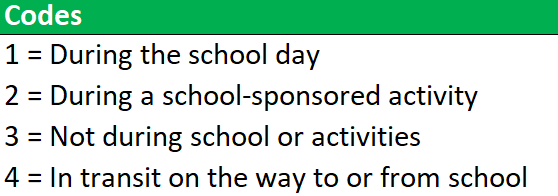 Codes
1 = During the school day
2 = During a school-sponsored activity
3 = Not during school or activities
4 = In transit on the way to or from school